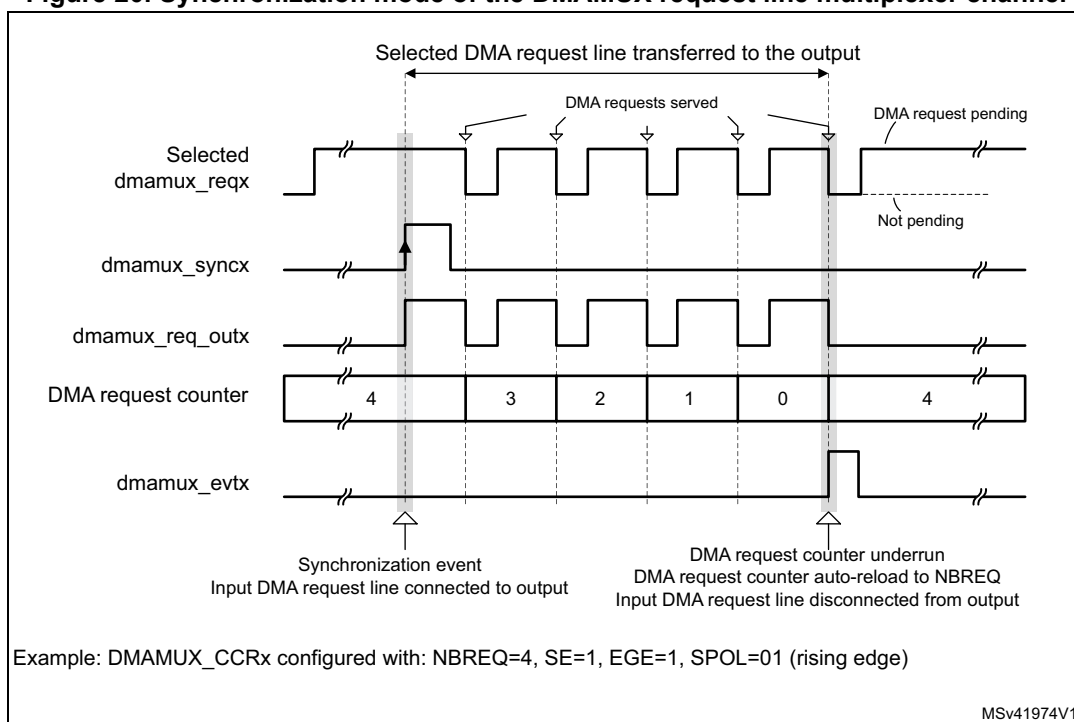 Figure 20. Synchronization mode of the DMAMUX request line multiplexer channel
Selected DMA request line transferred to the output
DMA requests served
DMA request pending
Selected
dmamux_reqx
Not pending
dmamux_syncx
dmamux_req_outx
DMA request counter
4
3
2
1
0
4
dmamux_evtx
Synchronization event
Input DMA request line connected to output
DMA request counter underrun
DMA request counter auto-reload to NBREQ
Input DMA request line disconnected from output
Example: DMAMUX_CCRx configured with: NBREQ=4, SE=1, EGE=1, SPOL=01 (rising edge)
MSv41974V1